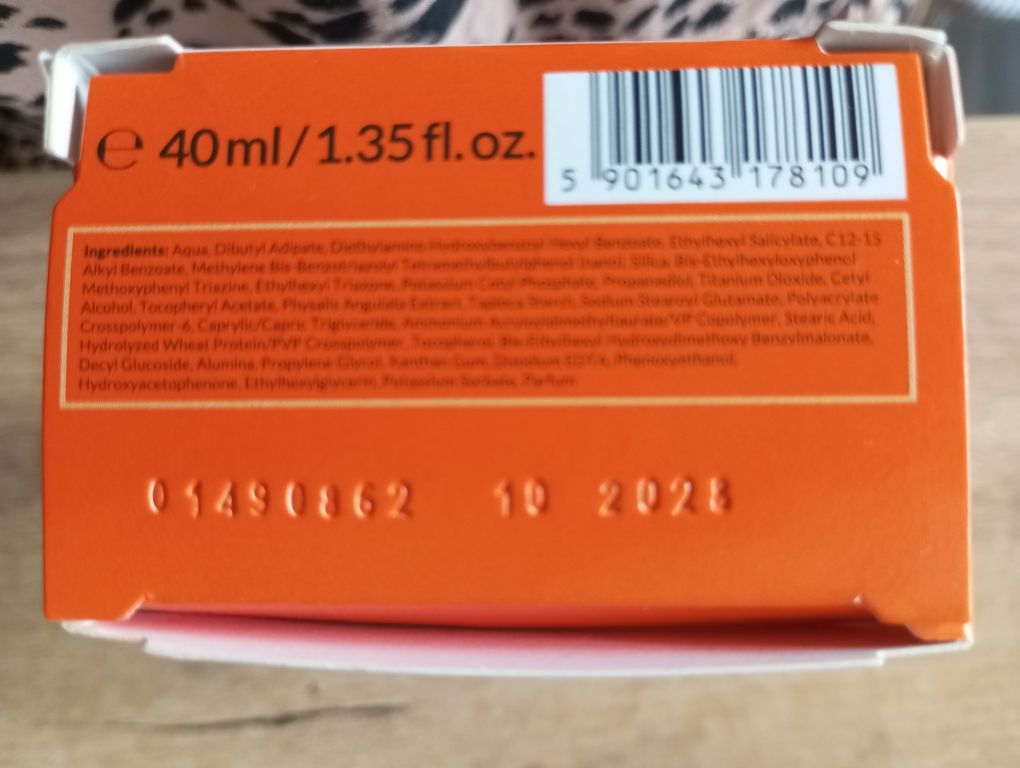 ℮ 40 ml / 1.35 fl. oz.
5 901643 178109
Ingredients: Aqua, Dibutyl Adipate, Diethylamino Hydroxybenzoyl Hexyl Benzoate, Ethylhexyl Salicylate, C12-15
Alkyl Benzoate, Methylene Bis-Benzotriazolyl Tetramethylbutylphenol (nano), Silica, Bis-Ethylhexyloxyphenol
Methoxyphenyl Triazine, Ethylhexyl Triazone, Potassium Cetyl Phosphate, Propanediol, Titanium Dioxide, Cetyl
Alcohol, Tocopheryl Acetate, Physalis Angulata Extract, Tapioca Starch, Sodium Stearoyl Glutamate, Polyacrylate
Crosspolymer-6, Caprylic/Capric Triglyceride, Ammonium Acryloyldimethyltaurate/VP Copolymer, Stearic Acid,
Hydrolyzed Wheat Protein/PVP Crosspolymer, Tocopherol, Bis-Ethylhexyl Hydroxydimethoxy Benzylmalonate,
Decyl Glucoside, Alumina, Propylene Glycol, Xanthan Gum, Disodium EDTA, Phenoxyethanol,
Hydroxyacetophenone, Ethylhexylglycerin, Potassium Sorbate, Parfum
01490862 10 2028